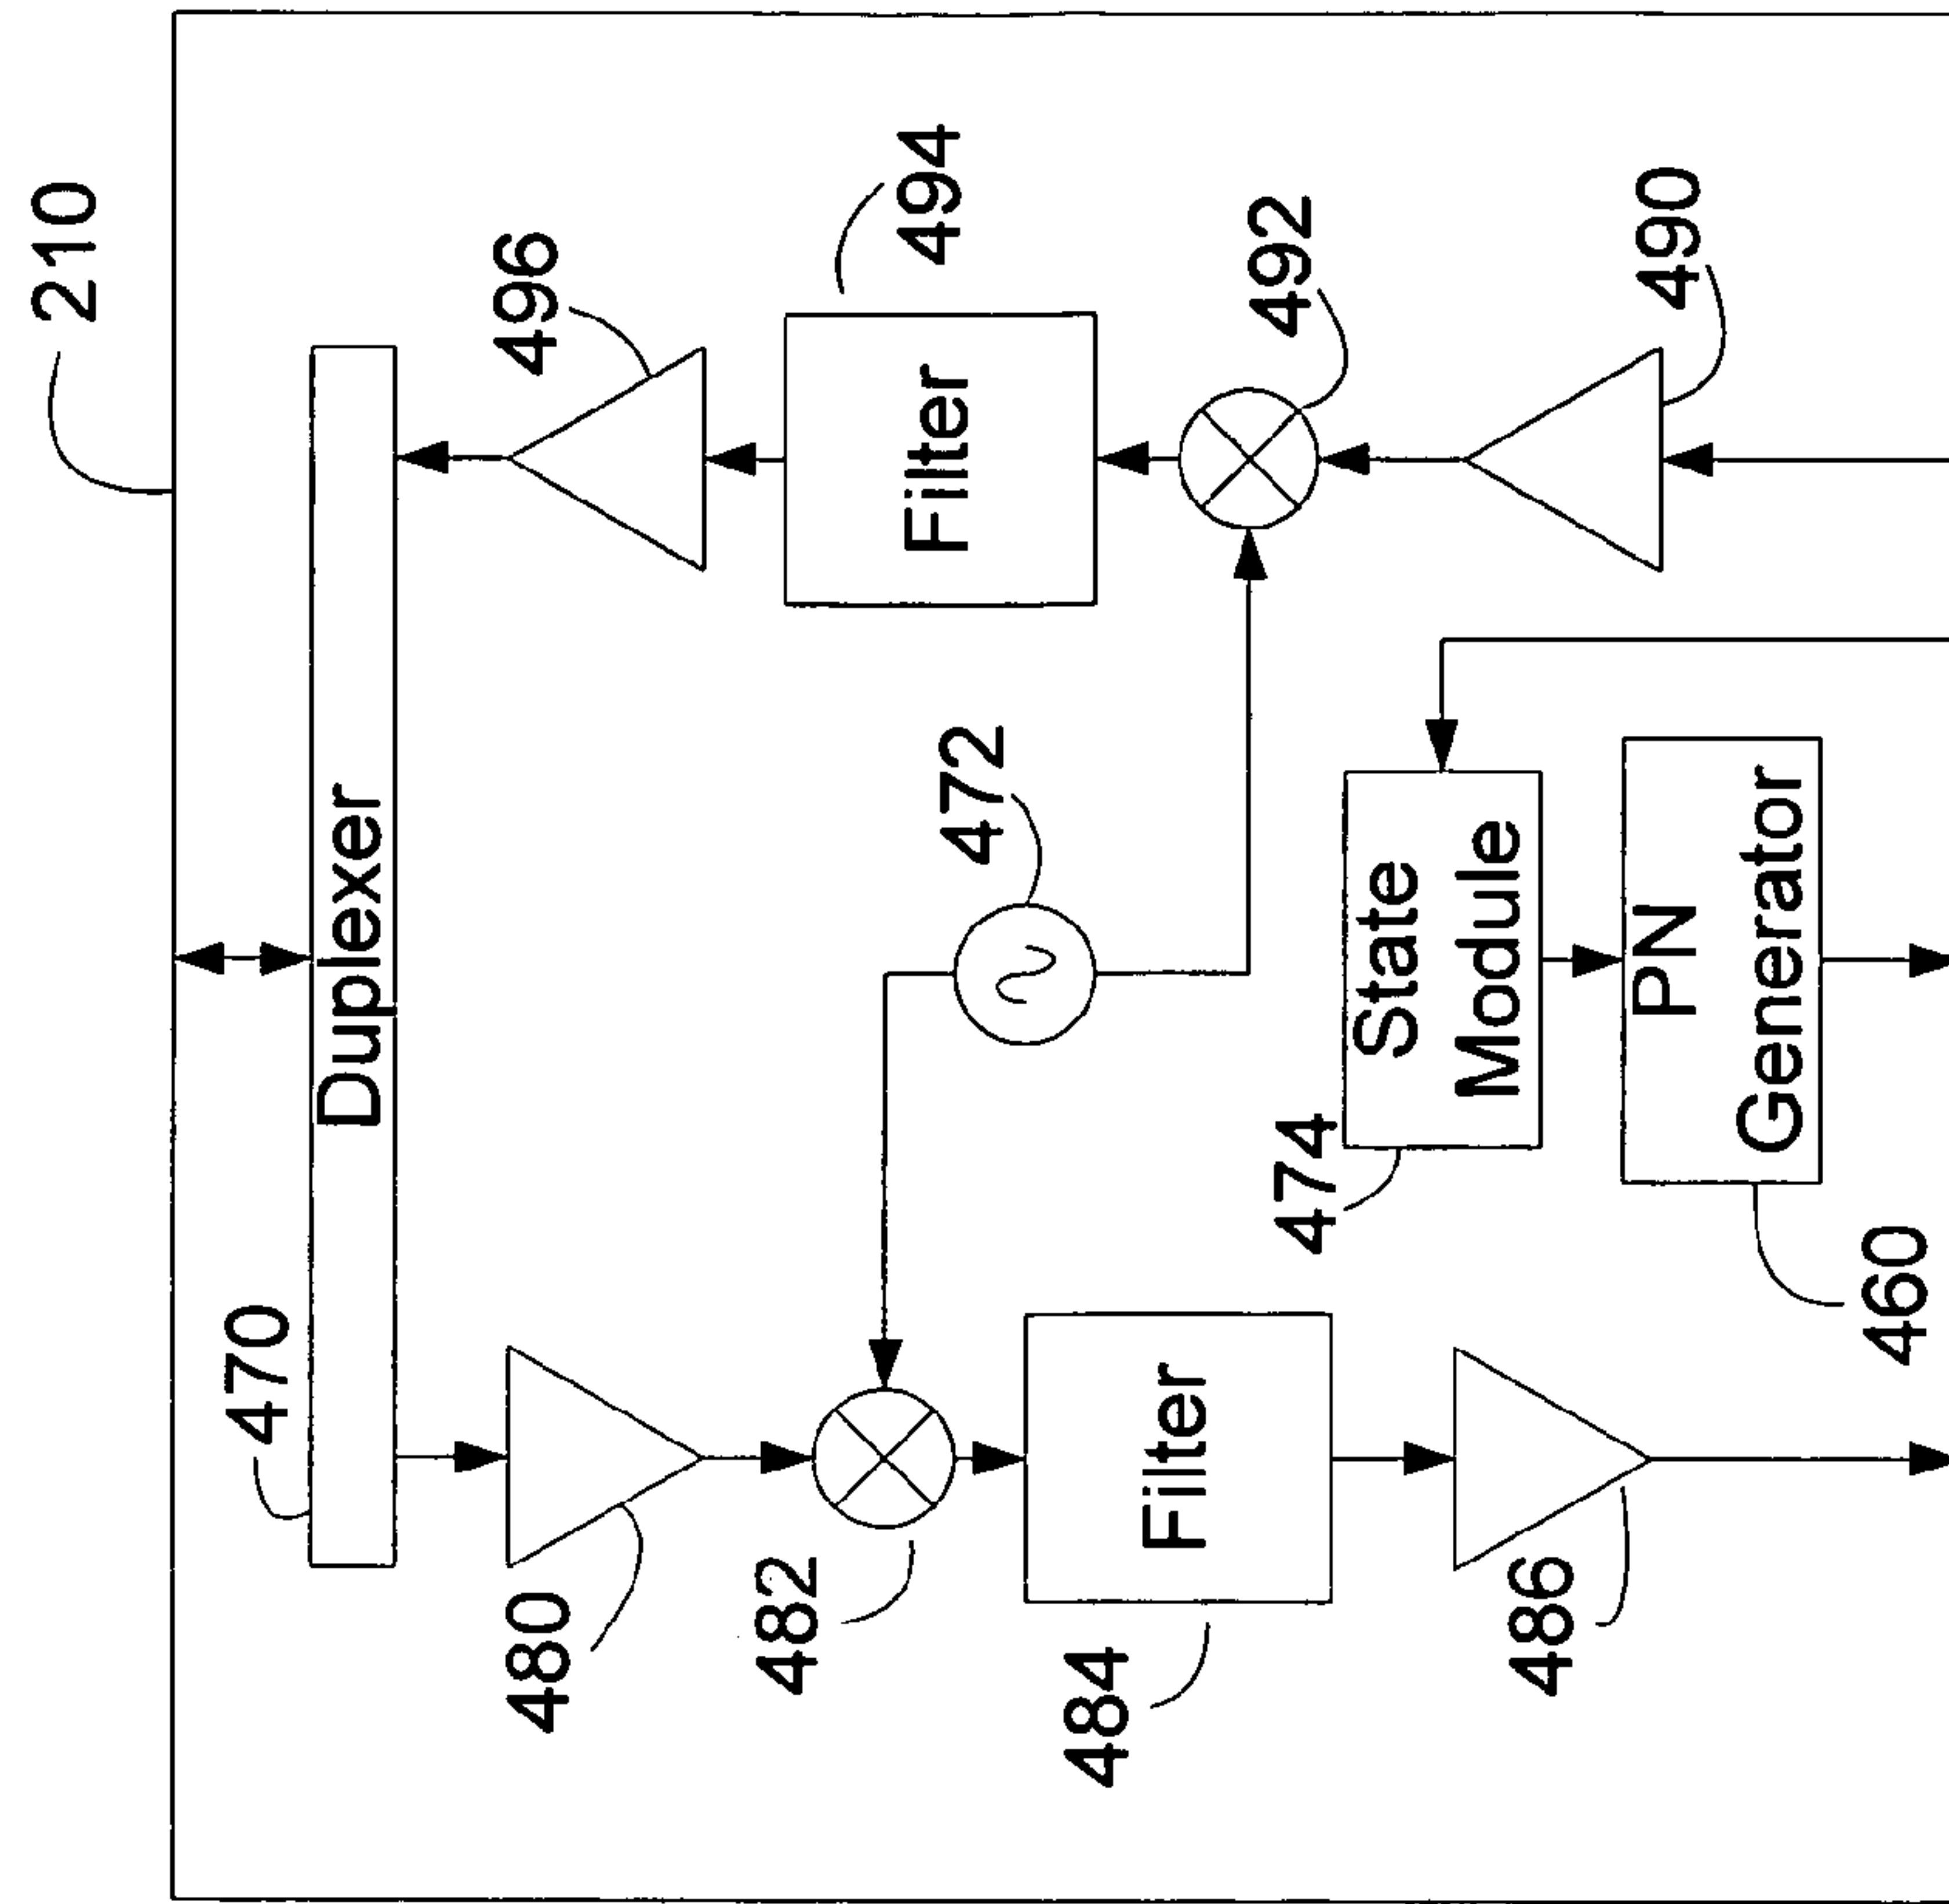 210
470
Duplexer
496
494
Filter
492
490
472
State
Module
474
PN
Generator
460
480
482
Filter
484
486